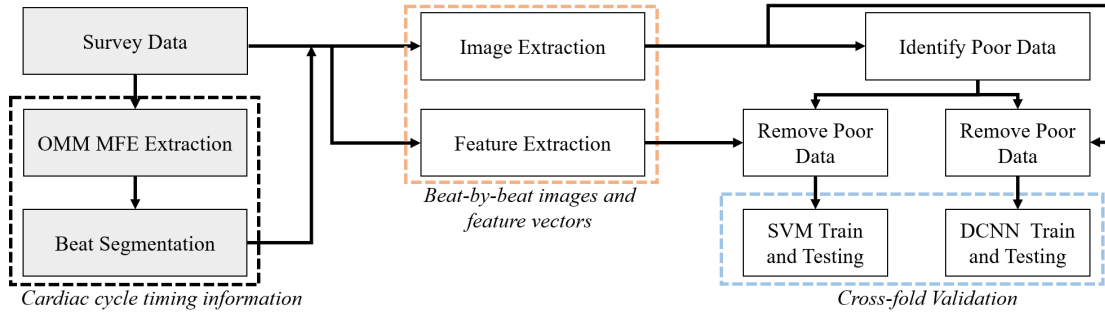 Survey Data
OMM MFE Extraction
Beat Segmentation
Cardiac cycle timing information
Image Extraction
Feature Extraction
Beat-by-beat images and
feature vectors
Identify Poor Data
Remove Poor
Data
Remove Poor
Data
SVM Train
and Testing
DCNN Train
and Testing
Cross-fold Validation